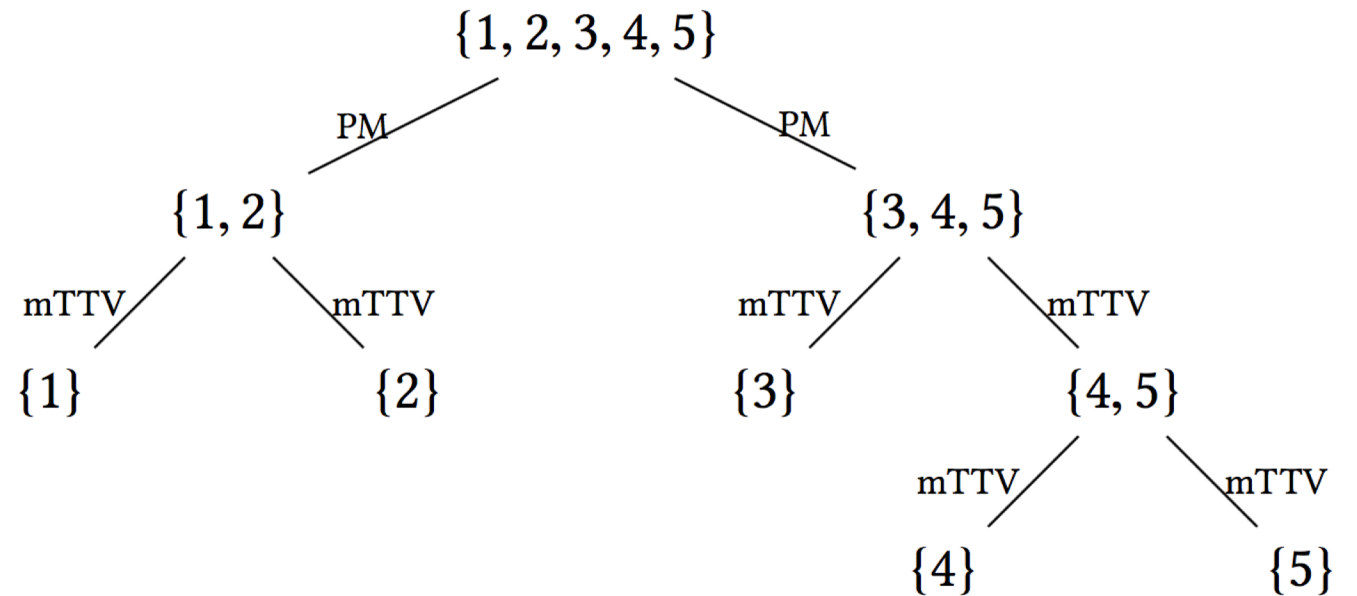 {1, 2, 3, 4, 5}
PM PM
{1, 2} {3, 4, 5}
mTTV mTTV mTTV mTTV
{1} {2} {3} {4, 5}
mTTV mTTV
{4} {5}